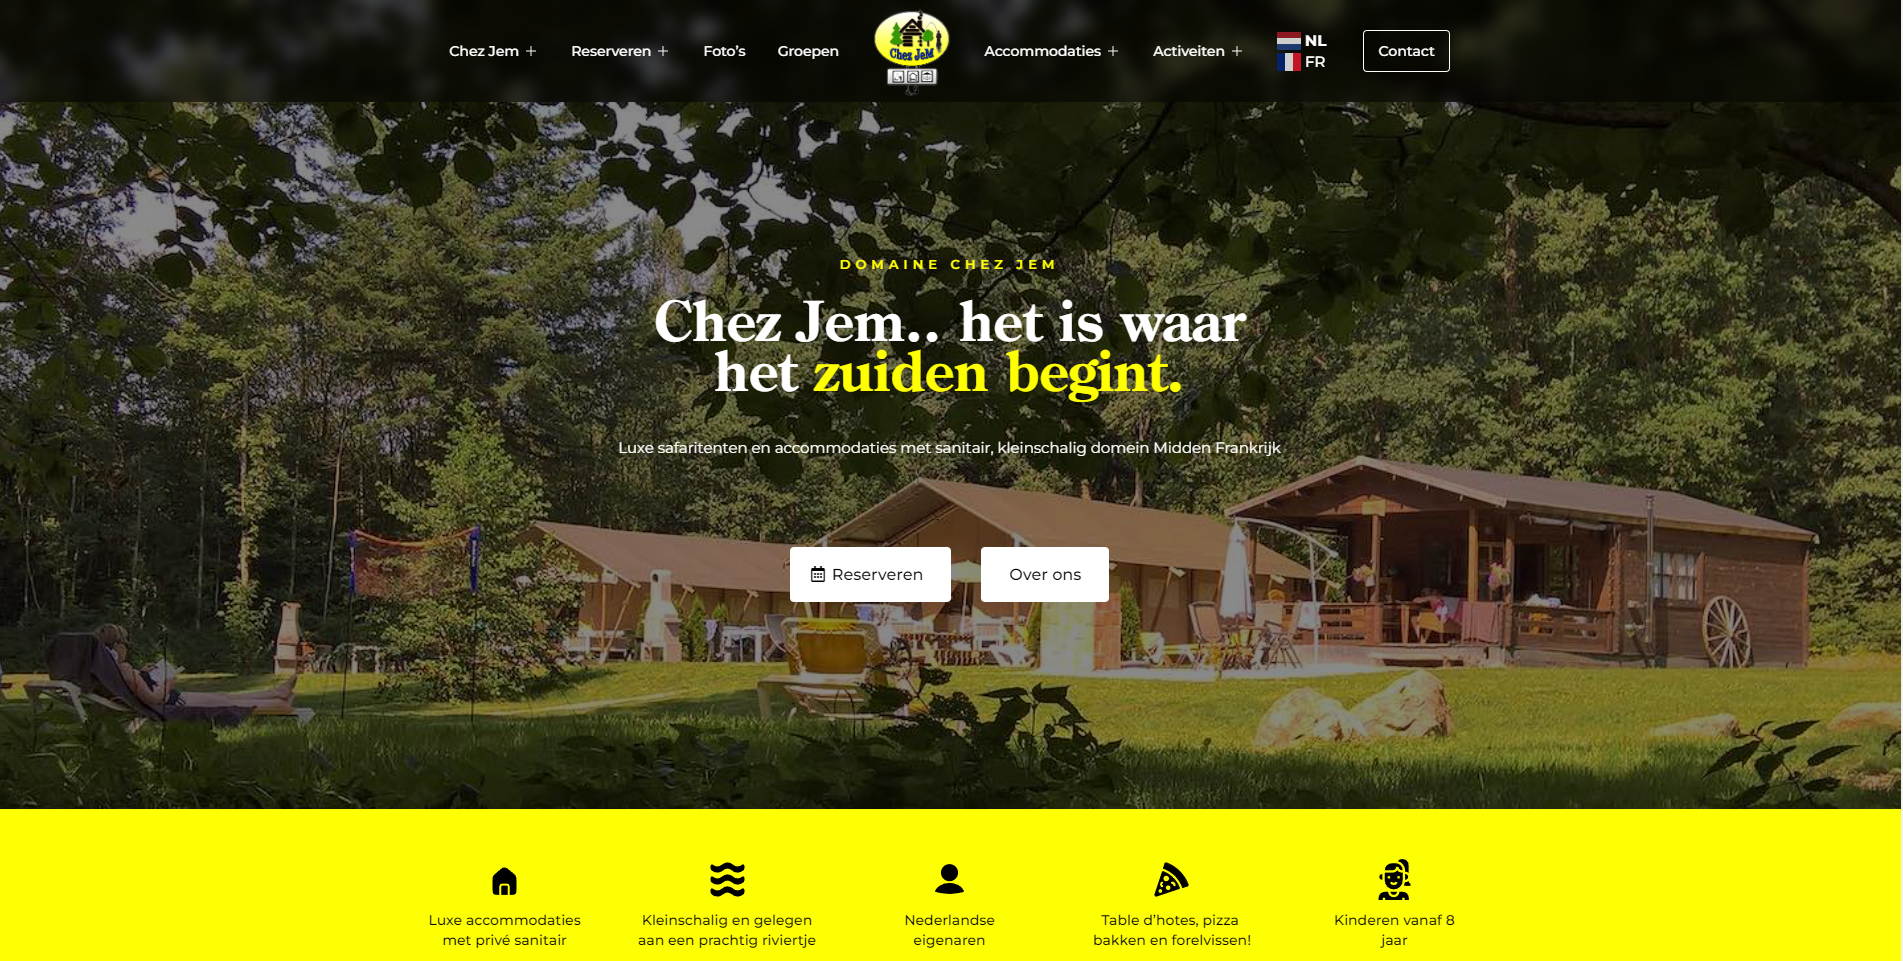 Chez Jem
Reserveren
Foto's
Groepen
Chez JeM
Accommodaties
Activeiten
NL
FR
Contact
DOMAINE CHEZ JEM
Chez Jem.. het is waar
het zuiden begint.
Luxe safaritenten en accommodaties met sanitair, kleinschalig domein Midden Frankrijk
Reserveren
Over ons
Luxe accommodaties
met privé sanitair
Kleinschalig en gelegen
aan een prachtig riviertje
Nederlandse
eigenaren
Table d'hotes, pizza
bakken en forelvissen!
Kinderen vanaf 8
jaar